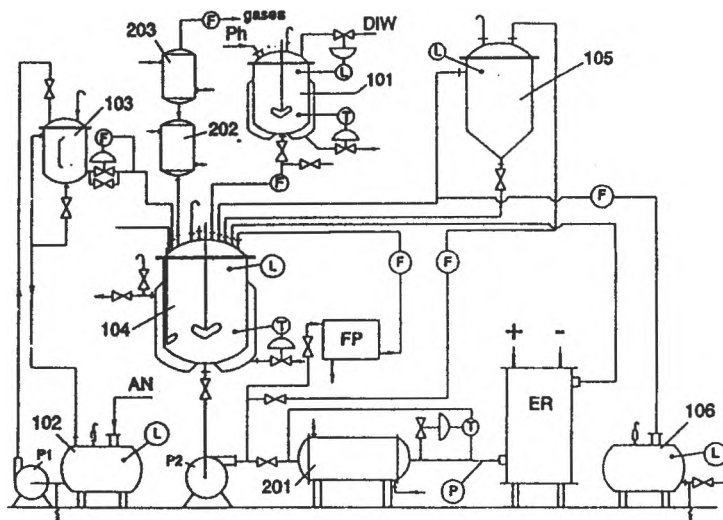 F gases
203
Ph
DIW
L
101
L
105
103
F
202
T
F
F
L
104
T
F
F
FP
+ -
ER
AN
102
L
106
L
P1
P2
T
201
P